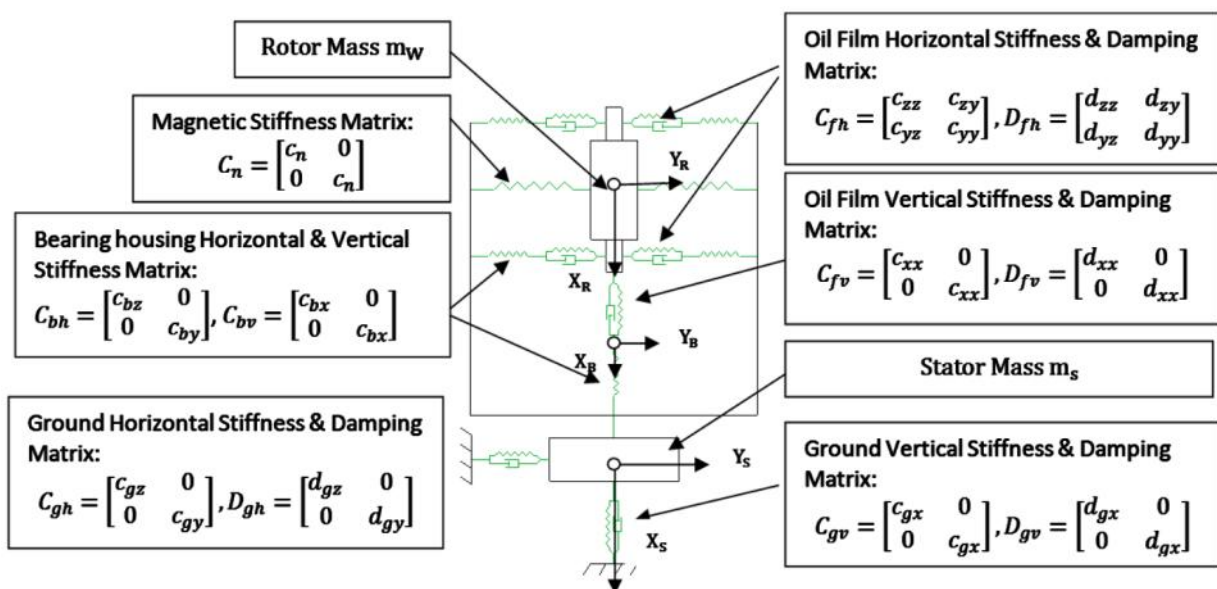 Rotor Mass m_W
Magnetic Stiffness Matrix:
C_n = [c_n 0; 0 c_n]
Bearing housing Horizontal & Vertical
Stiffness Matrix:
C_bh = [c_bz 0; 0 c_by], C_bv = [c_bx 0; 0 c_bx]
Ground Horizontal Stiffness & Damping
Matrix:
C_gh = [c_gz 0; 0 c_gy], D_gh = [d_gz 0; 0 d_gy]
Y_R
X_R
Y_B
X_B
Y_S
X_S
Oil Film Horizontal Stiffness & Damping
Matrix:
C_fh = [c_zz c_zy; c_yz c_yy], D_fh = [d_zz d_zy; d_yz d_yy]
Oil Film Vertical Stiffness & Damping
Matrix:
C_fv = [c_xx 0; 0 c_xx], D_fv = [d_xx 0; 0 d_xx]
Stator Mass m_s
Ground Vertical Stiffness & Damping
Matrix:
C_gv = [c_gx 0; 0 c_gx], D_gv = [d_gx 0; 0 d_gx]